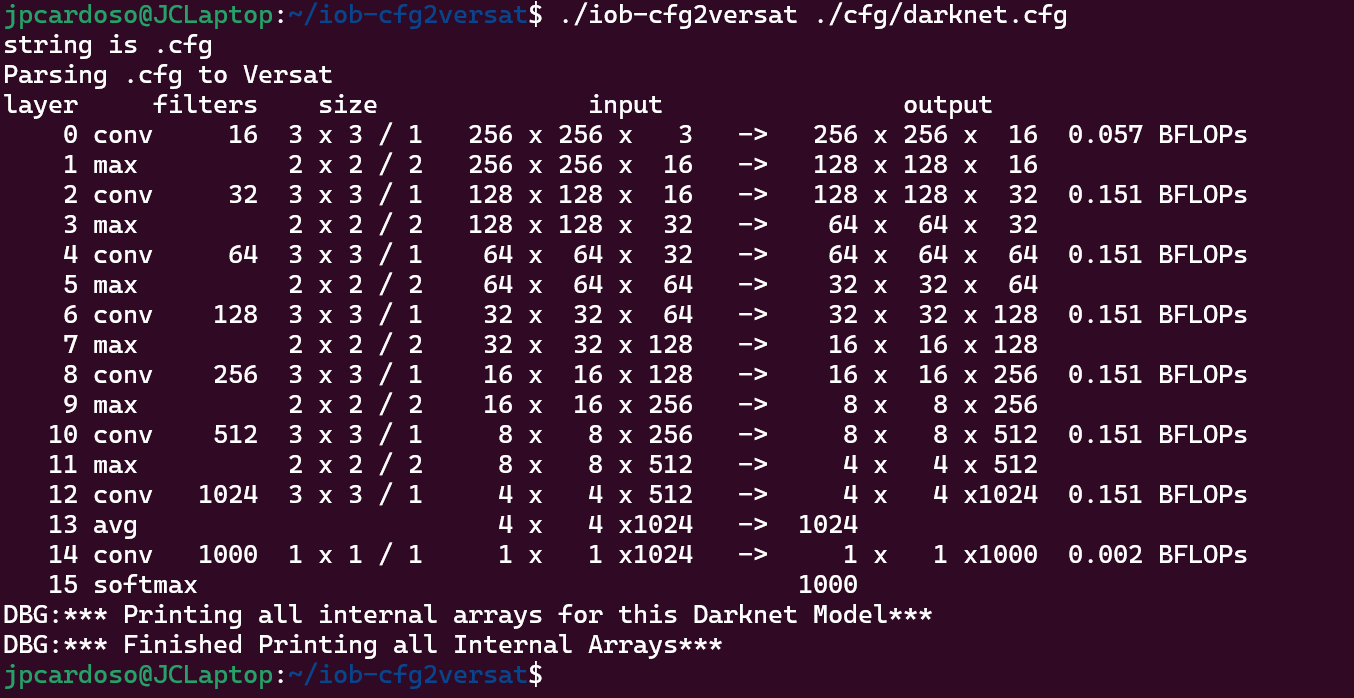 jpcardoso@JCLaptop:~/iob-cfg2versat$ ./iob-cfg2versat ./cfg/darknet.cfg
string is .cfg
Parsing .cfg to Versat
layer     filters    size              input                output
    0 conv     16  3 x 3 / 1   256 x 256 x   3   ->   256 x 256 x  16  0.057 BFLOPs
    1 max          2 x 2 / 2   256 x 256 x  16   ->   128 x 128 x  16
    2 conv     32  3 x 3 / 1   128 x 128 x  16   ->   128 x 128 x  32  0.151 BFLOPs
    3 max          2 x 2 / 2   128 x 128 x  32   ->    64 x  64 x  32
    4 conv     64  3 x 3 / 1    64 x  64 x  32   ->    64 x  64 x  64  0.151 BFLOPs
    5 max          2 x 2 / 2    64 x  64 x  64   ->    32 x  32 x  64
    6 conv    128  3 x 3 / 1    32 x  32 x  64   ->    32 x  32 x 128  0.151 BFLOPs
    7 max          2 x 2 / 2    32 x  32 x 128   ->    16 x  16 x 128
    8 conv    256  3 x 3 / 1    16 x  16 x 128   ->    16 x  16 x 256  0.151 BFLOPs
    9 max          2 x 2 / 2    16 x  16 x 256   ->     8 x   8 x 256
   10 conv    512  3 x 3 / 1     8 x   8 x 256   ->     8 x   8 x 512  0.151 BFLOPs
   11 max          2 x 2 / 2     8 x   8 x 512   ->     4 x   4 x 512
   12 conv   1024  3 x 3 / 1     4 x   4 x 512   ->     4 x   4 x1024  0.151 BFLOPs
   13 avg                        4 x   4 x1024   ->  1024
   14 conv   1000  1 x 1 / 1     1 x   1 x1024   ->     1 x   1 x1000  0.002 BFLOPs
   15 softmax                                        1000
DBG:*** Printing all internal arrays for this Darknet Model***
DBG:*** Finished Printing all Internal Arrays***
jpcardoso@JCLaptop:~/iob-cfg2versat$